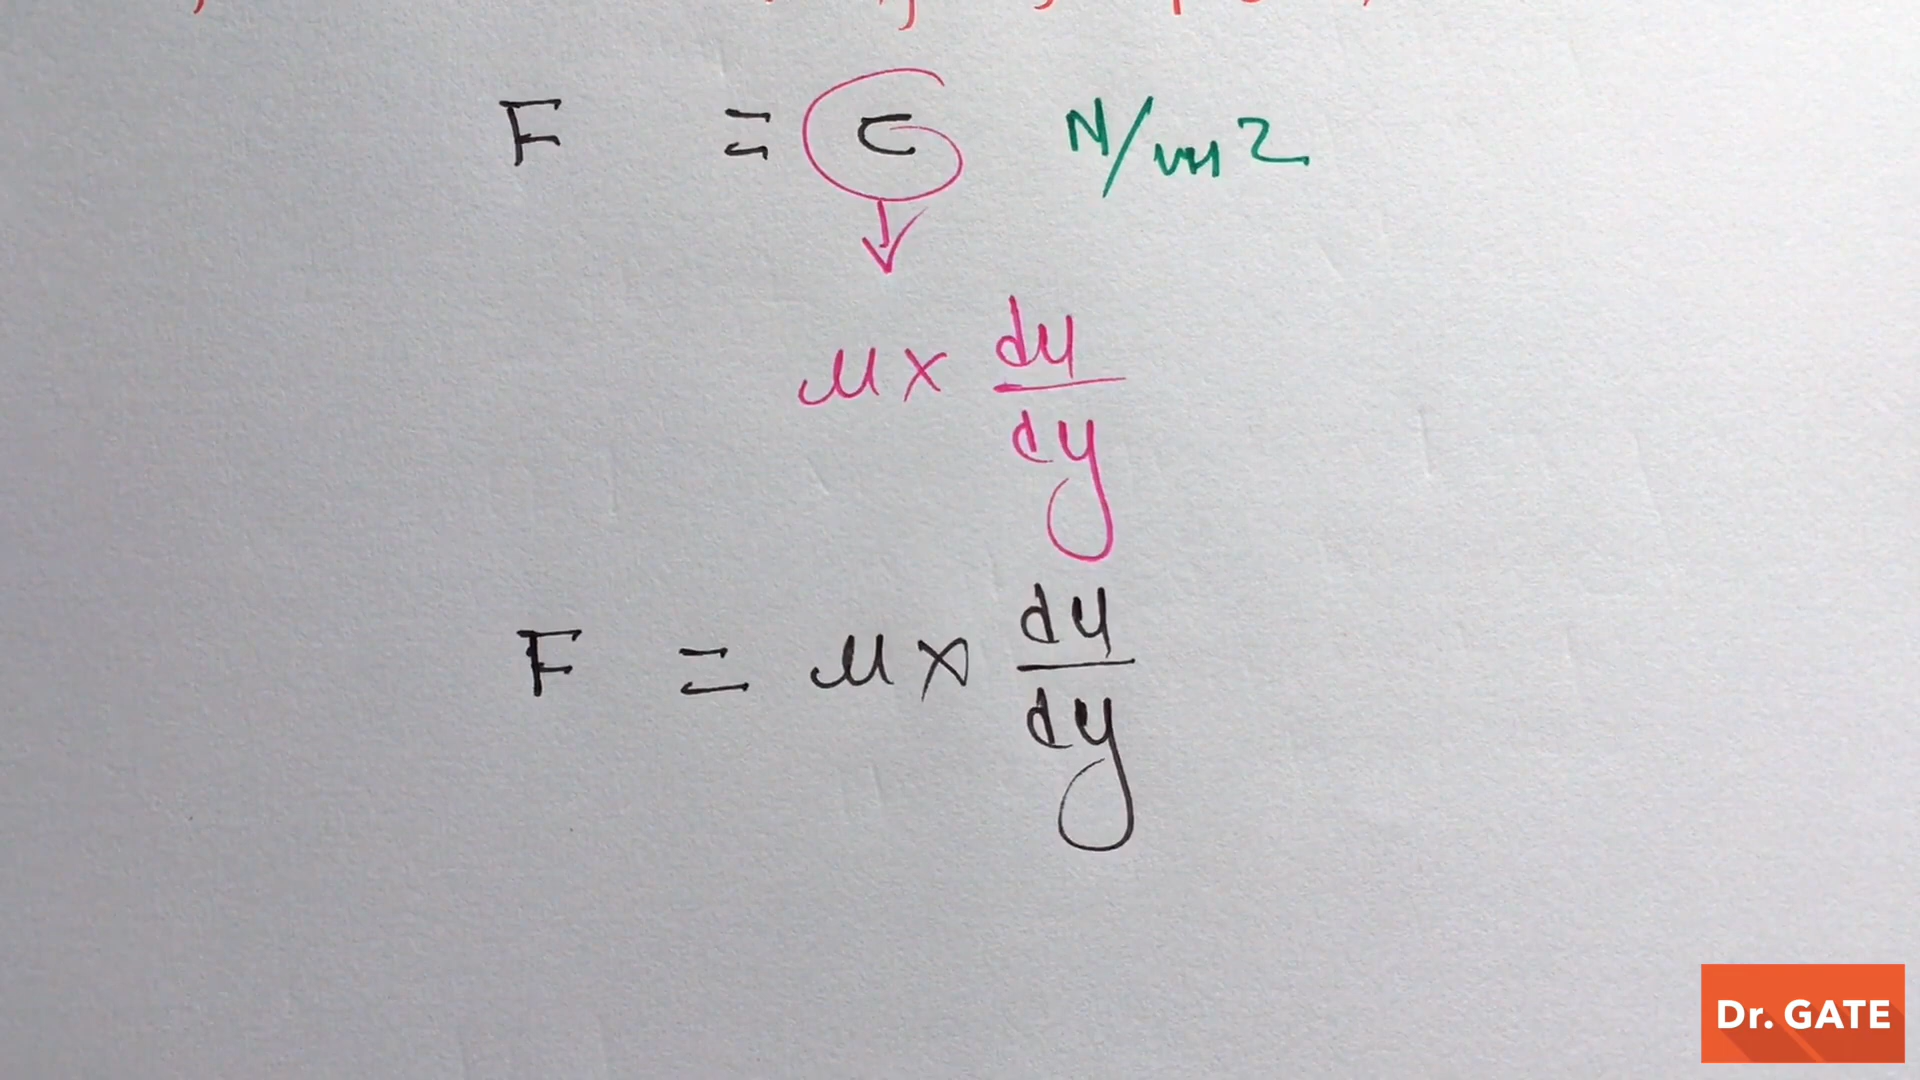 F = τ N/m2
μ × du/dy
F = μ × du/dy
Dr. GATE